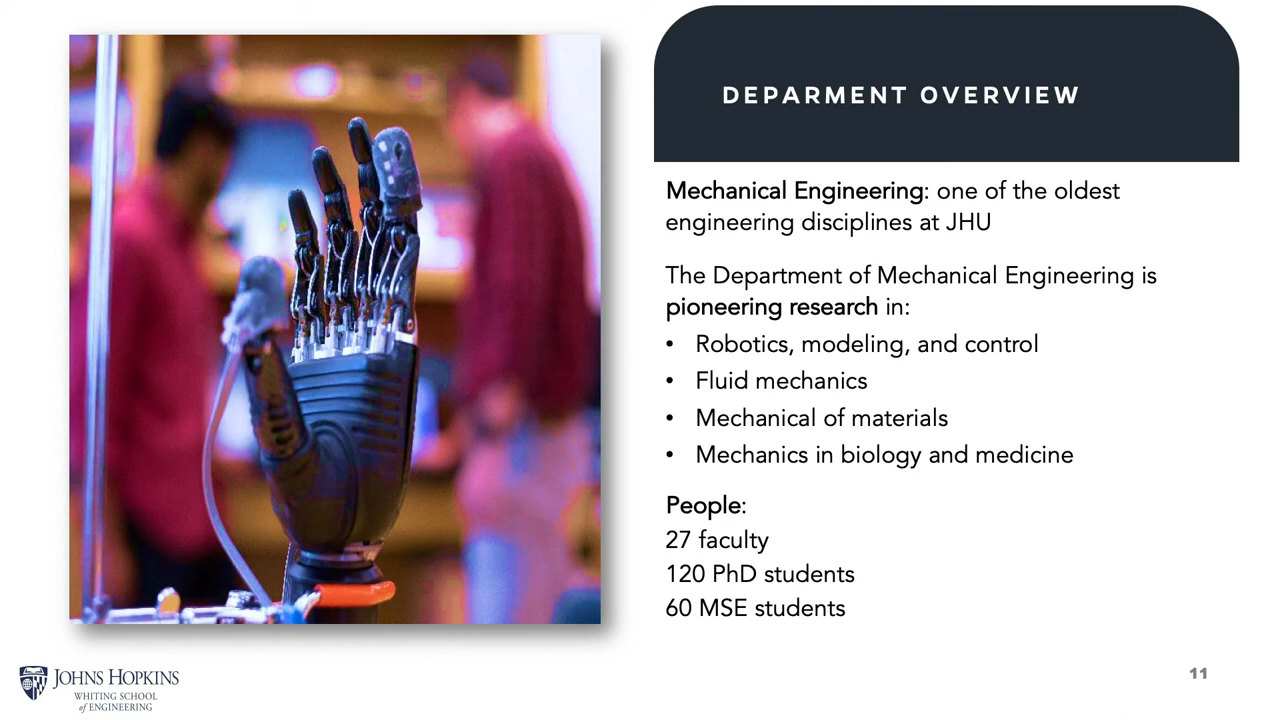 DEPARMENT OVERVIEW
Mechanical Engineering: one of the oldest
engineering disciplines at JHU
The Department of Mechanical Engineering is
pioneering research in:
• Robotics, modeling, and control
• Fluid mechanics
• Mechanical of materials
• Mechanics in biology and medicine
People:
27 faculty
120 PhD students
60 MSE students
JOHNS HOPKINS
WHITING SCHOOL
of ENGINEERING
11